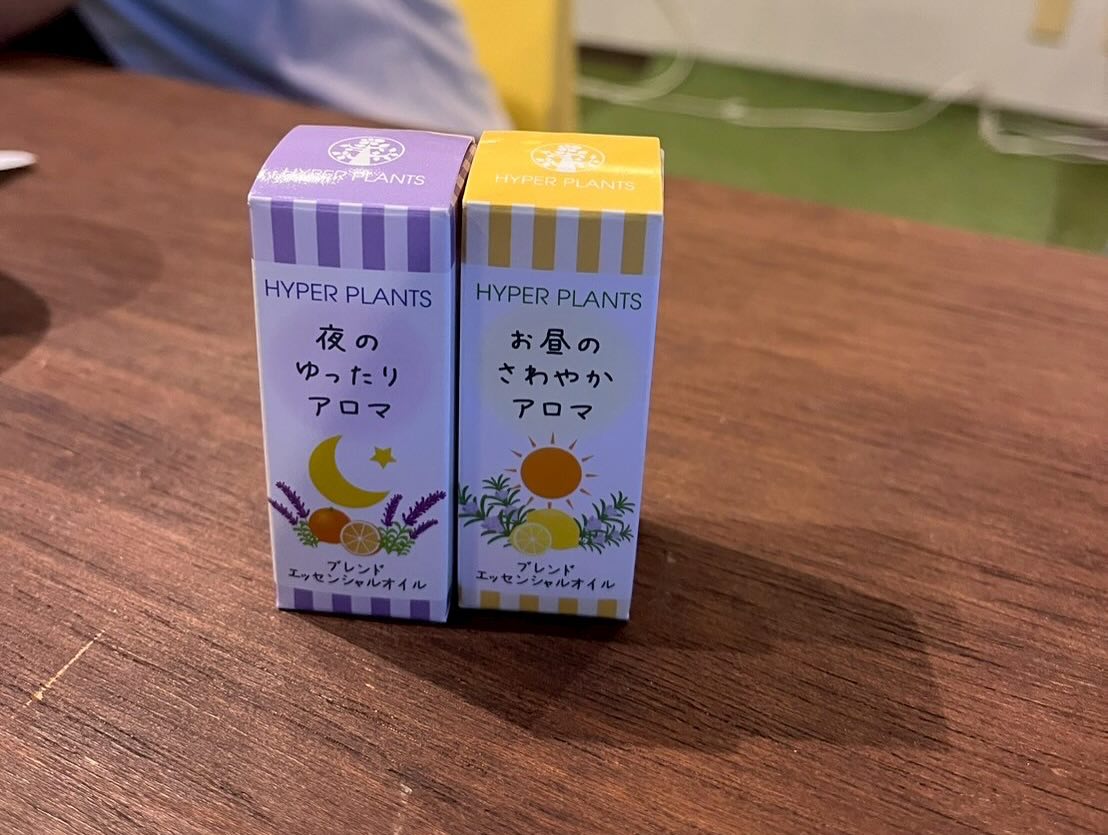 HYPER PLANTS
HYPER PLANTS
夜の
ゆったり
アロマ
ブレンド
エッセンシャルオイル
HYPER PLANTS
HYPER PLANTS
お昼の
さわやか
アロマ
ブレンド
エッセンシャルオイル